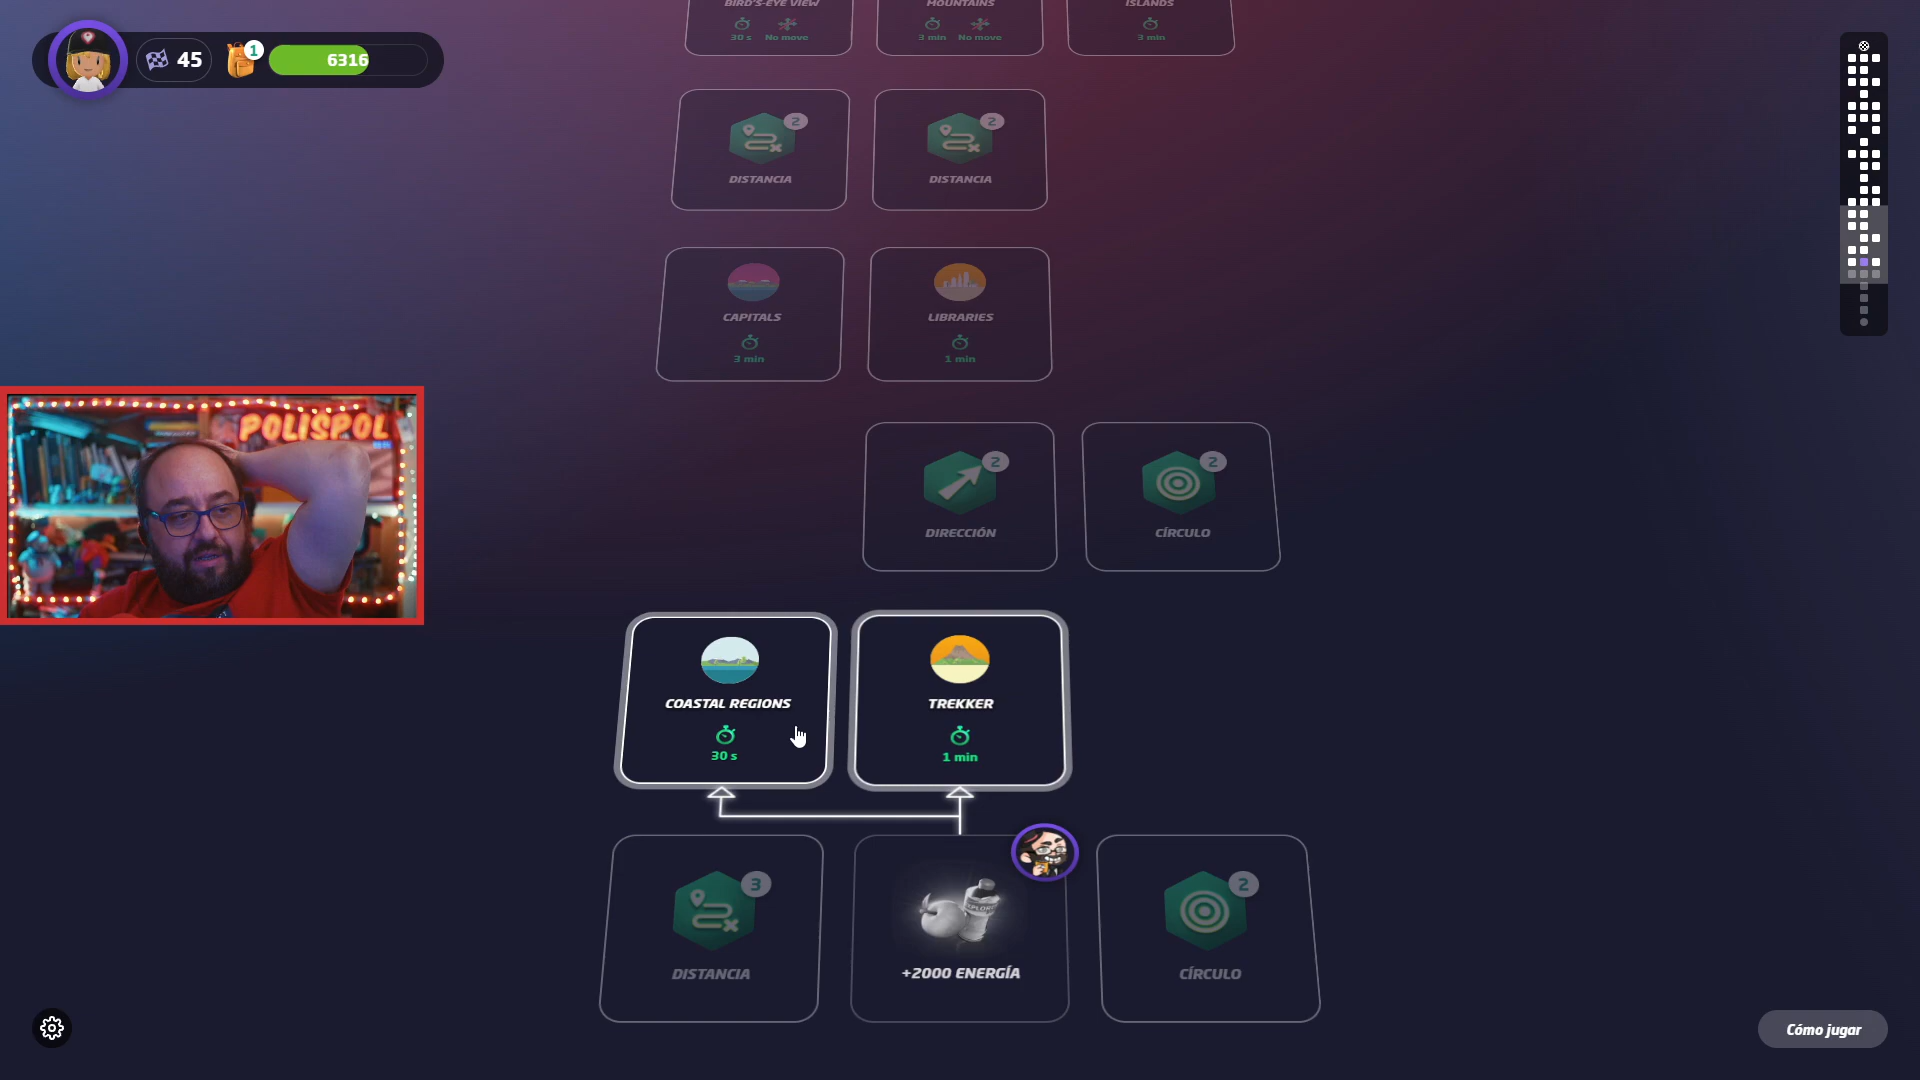 BIRD'S-EYE VIEW
30 s
No move
MOUNTAINS
3 min
No move
ISLANDS
3 min
45
1
6316
2
DISTANCIA
2
DISTANCIA
CAPITALS
3 min
LIBRARIES
1 min
POLISPOL
2
DIRECCIÓN
2
CÍRCULO
COASTAL REGIONS
30 s
TREKKER
1 min
3
DISTANCIA
+2000 ENERGÍA
2
CÍRCULO
Cómo jugar